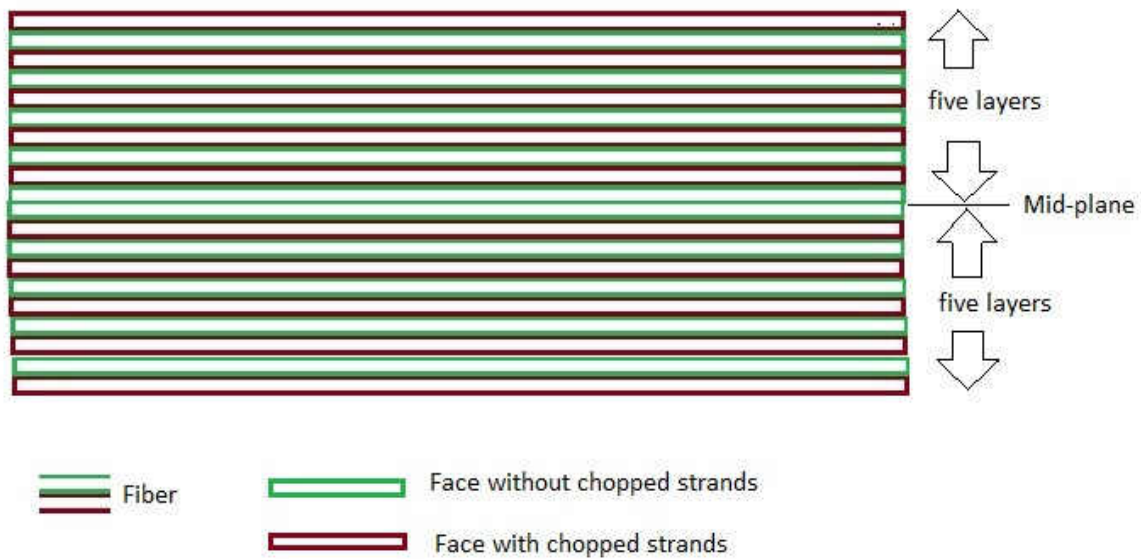 five layers
Mid-plane
five layers
Fiber
Face without chopped strands
Face with chopped strands